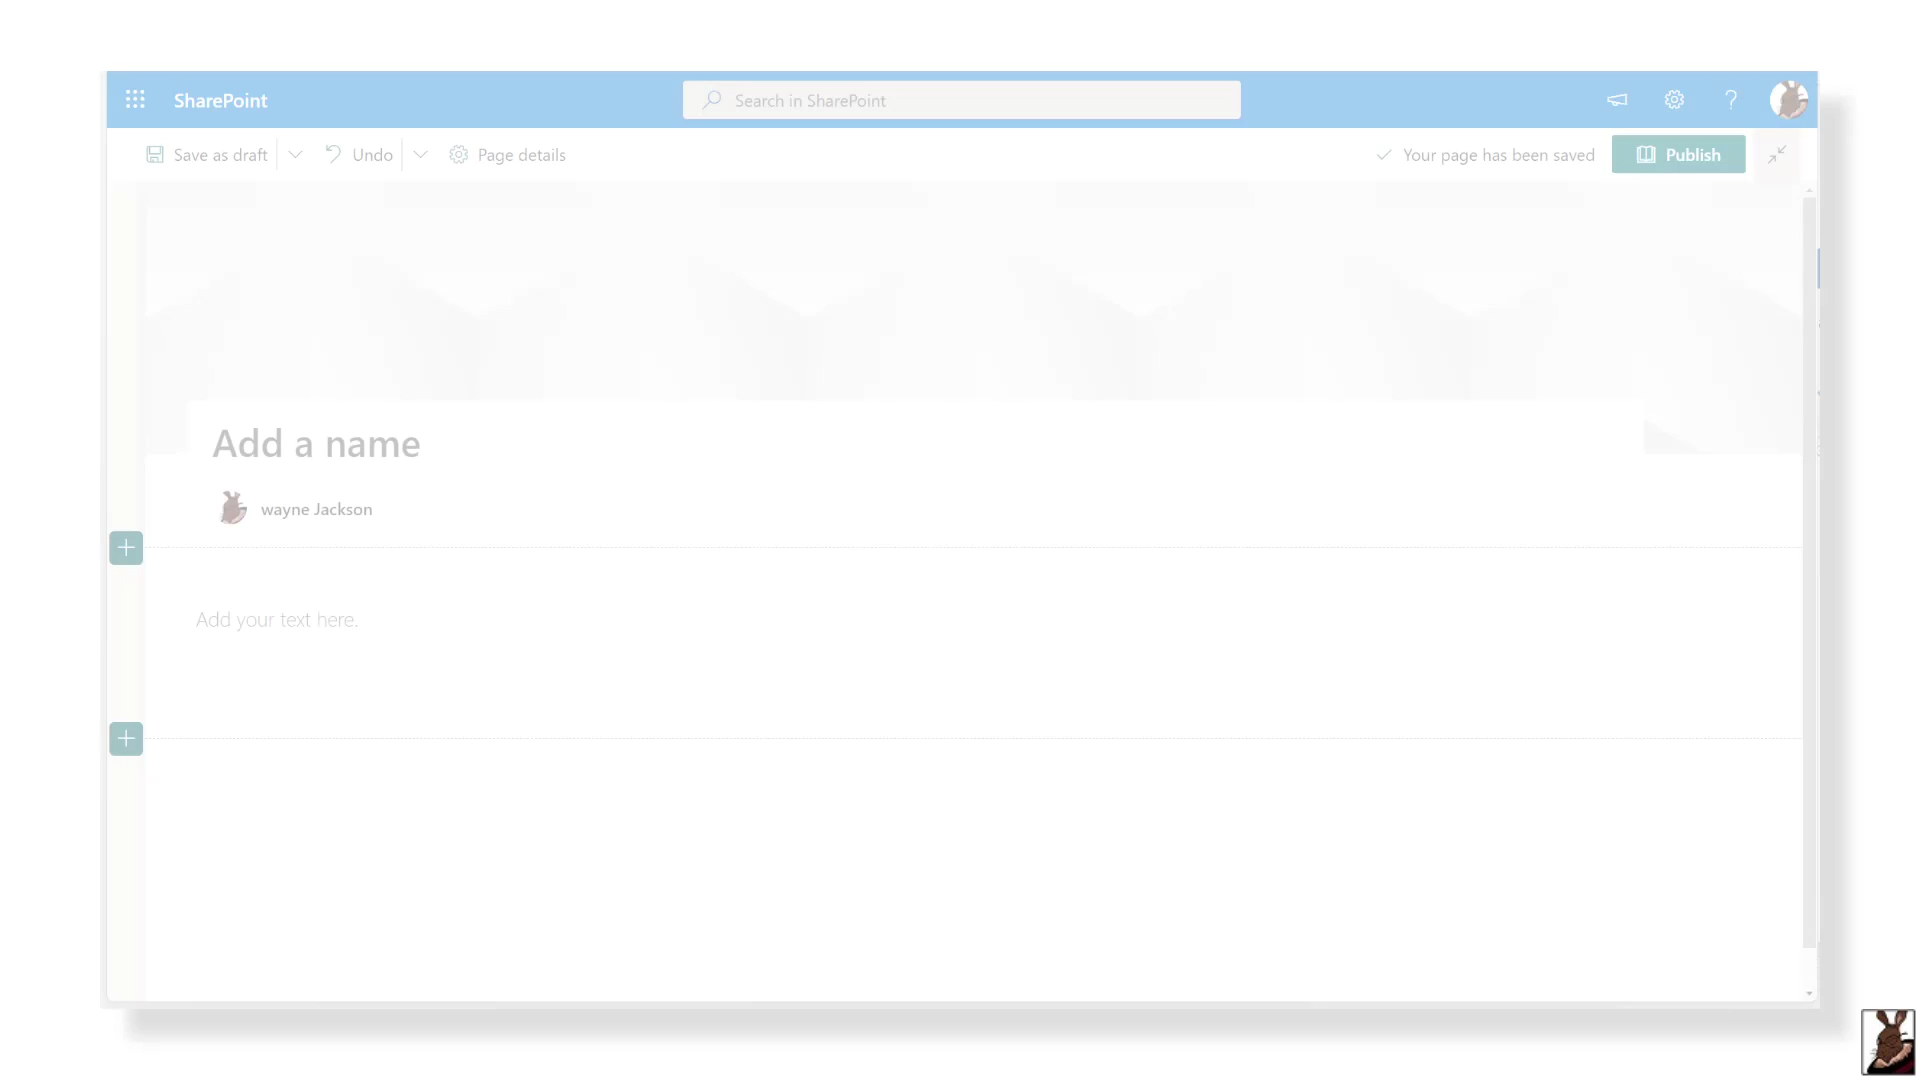 SharePoint
Search in SharePoint
Save as draft
Undo
Page details
Your page has been saved
Publish
Add a name
wayne Jackson
Add your text here.